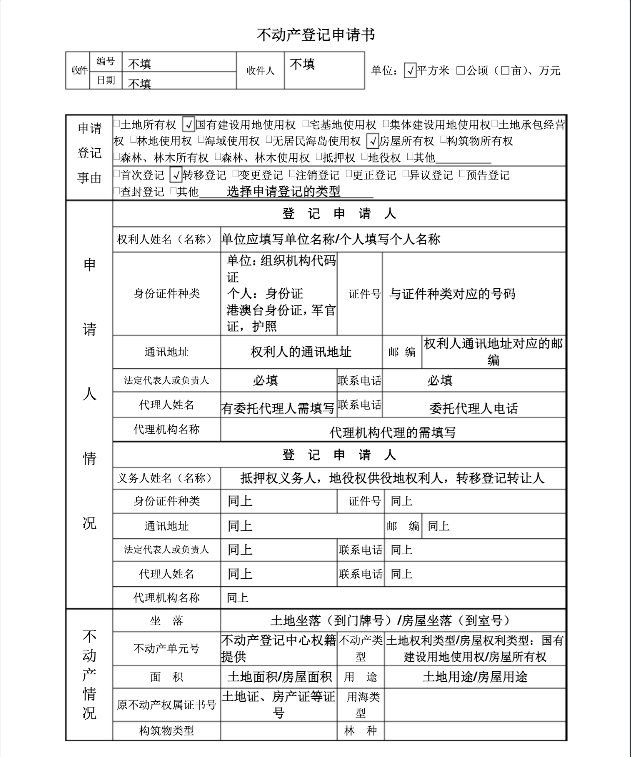 不动产登记申请书
收件 编号 不填 收件人 不填 单位：☑平方米 □公顷（□亩）、万元
日期 不填
申请登记事由 □土地所有权 ☑国有建设用地使用权 □宅基地使用权 □集体建设用地使用权□土地承包经营
权 □林地使用权 □海域使用权 □无居民海岛使用权 ☑房屋所有权 □构筑物所有权
□森林、林木所有权 □森林、林木使用权 □抵押权 □地役权 □其他
□首次登记 ☑转移登记 □变更登记 □注销登记 □更正登记 □异议登记 □预告登记
□查封登记 □其他 选择申请登记的类型
申请人情况
登 记 申 请 人
权利人姓名（名称） 单位应填写单位名称/个人填写个人名称
身份证件种类 单位：组织机构代码
证
个人：身份证
港澳台身份证，军官
证，护照
证件号 与证件种类对应的号码
通讯地址 权利人的通讯地址 邮 编 权利人通讯地址对应的邮
编
法定代表人或负责人 必填 联系电话 必填
代理人姓名 有委托代理人需填写 联系电话 委托代理人电话
代理机构名称 代理机构代理的需填写
登 记 申 请 人
义务人姓名（名称） 抵押权义务人，地役权供役地权利人，转移登记转让人
身份证件种类 同上 证件号 同上
通讯地址 同上 邮 编 同上
法定代表人或负责人 同上 联系电话 同上
代理人姓名 同上 联系电话 同上
代理机构名称 同上
不动产情况
坐 落 土地坐落（到门牌号）/房屋坐落（到室号）
不动产单元号 不动产登记中心权籍
提供
不动产类
型
土地权利类型/房屋权利类型：国有
建设用地使用权/房屋所有权
面 积 土地面积/房屋面积 用 途 土地用途/房屋用途
原不动产权属证书号 土地证、房产证等证
号
用海类
型
构筑物类型 林 种